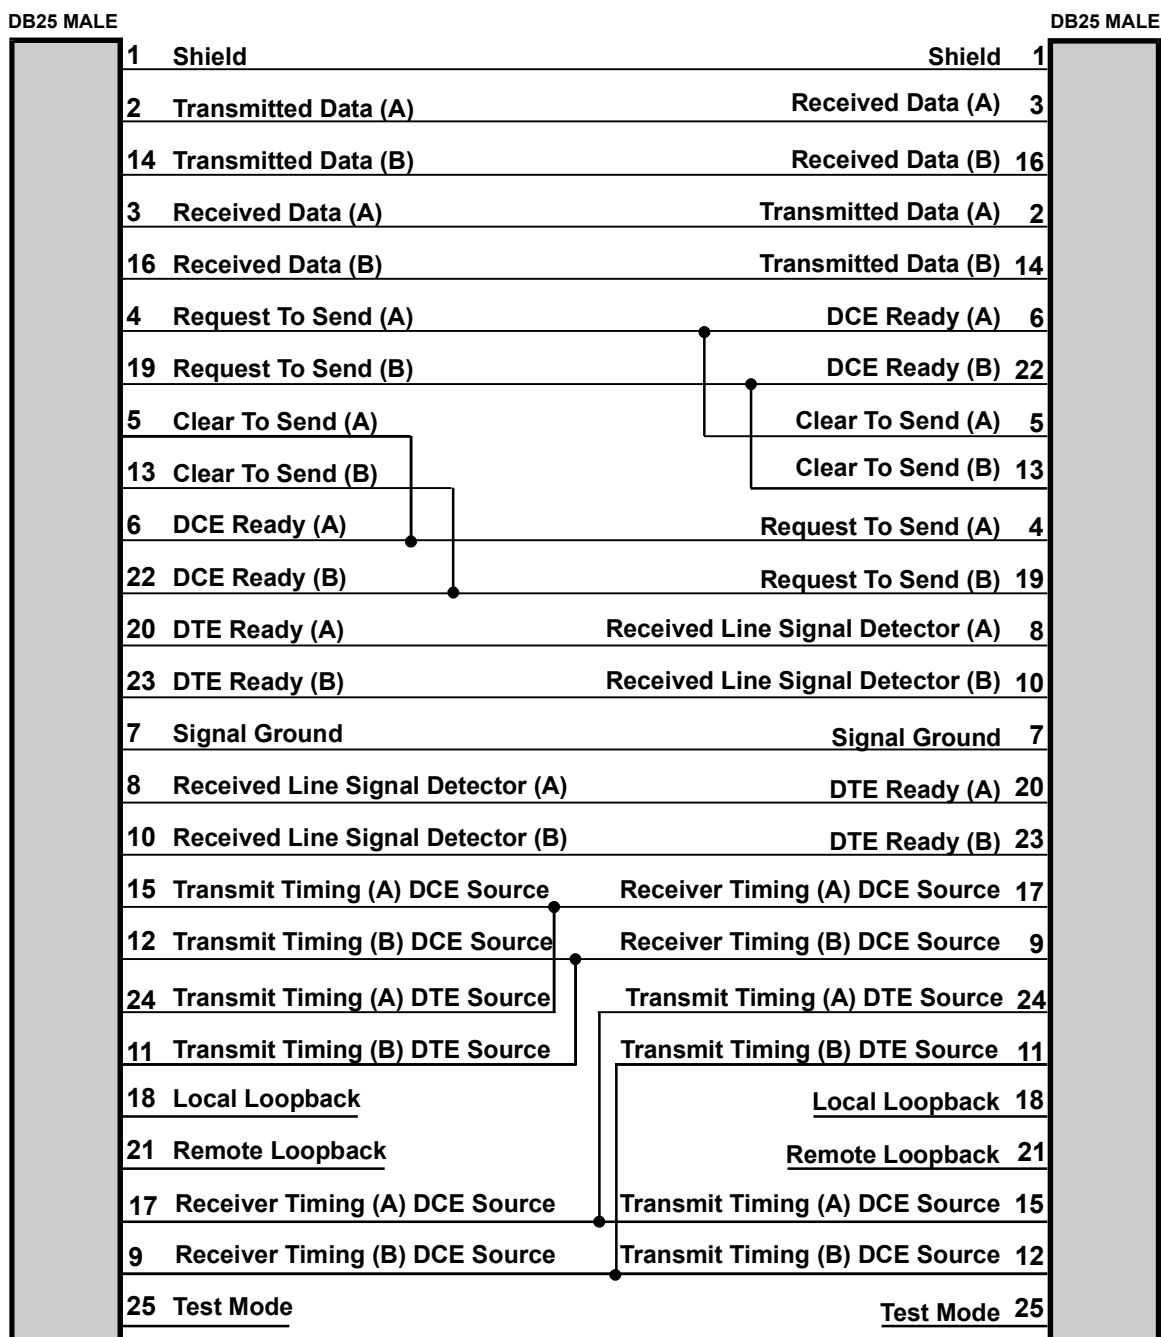 DB25 MALE DB25 MALE
1 Shield Shield 1
2 Transmitted Data (A) Received Data (A) 3
14 Transmitted Data (B) Received Data (B) 16
3 Received Data (A) Transmitted Data (A) 2
16 Received Data (B) Transmitted Data (B) 14
4 Request To Send (A) DCE Ready (A) 6
19 Request To Send (B) DCE Ready (B) 22
5 Clear To Send (A) Clear To Send (A) 5
13 Clear To Send (B) Clear To Send (B) 13
6 DCE Ready (A) Request To Send (A) 4
22 DCE Ready (B) Request To Send (B) 19
20 DTE Ready (A) Received Line Signal Detector (A) 8
23 DTE Ready (B) Received Line Signal Detector (B) 10
7 Signal Ground Signal Ground 7
8 Received Line Signal Detector (A) DTE Ready (A) 20
10 Received Line Signal Detector (B) DTE Ready (B) 23
15 Transmit Timing (A) DCE Source Receiver Timing (A) DCE Source 17
12 Transmit Timing (B) DCE Source Receiver Timing (B) DCE Source 9
24 Transmit Timing (A) DTE Source Transmit Timing (A) DTE Source 24
11 Transmit Timing (B) DTE Source Transmit Timing (B) DTE Source 11
18 Local Loopback Local Loopback 18
21 Remote Loopback Remote Loopback 21
17 Receiver Timing (A) DCE Source Transmit Timing (A) DCE Source 15
9 Receiver Timing (B) DCE Source Transmit Timing (B) DCE Source 12
25 Test Mode Test Mode 25